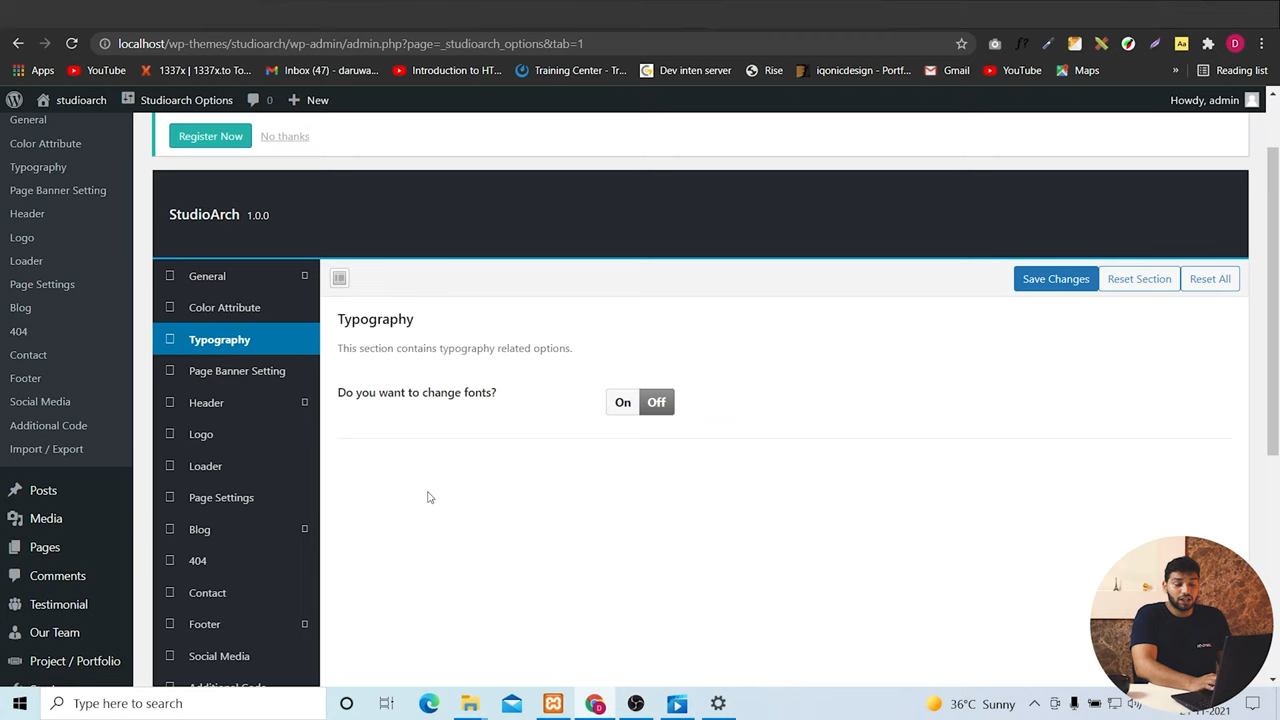 localhost/wp-themes/studioarch/wp-admin/admin.php?page=_studioarch_options&tab=1
Apps
YouTube
1337x | 1337x.to To...
Inbox (47) - danwa...
Introduction to HT...
Training Center - Tr...
Dev inten server
Rise
iqonicdesign - Portf...
Gmail
YouTube
Maps
»
Reading list
studioarch
Studioarch Options
0
New
Howdy, admin
General
Color Attribute
Typography
Page Banner Setting
Header
Logo
Loader
Page Settings
Blog
404
Contact
Footer
Social Media
Additional Code
Import / Export
Posts
Media
Pages
Comments
Testimonial
Our Team
Project / Portfolio
Register Now
No thanks
StudioArch 1.0.0
General
Color Attribute
Typography
Page Banner Setting
Header
Logo
Loader
Page Settings
Blog
404
Contact
Footer
Social Media
Additional Code
Save Changes
Reset Section
Reset All
Typography
This section contains typography related options.
Do you want to change fonts?
On
Off
Type here to search
36°C Sunny